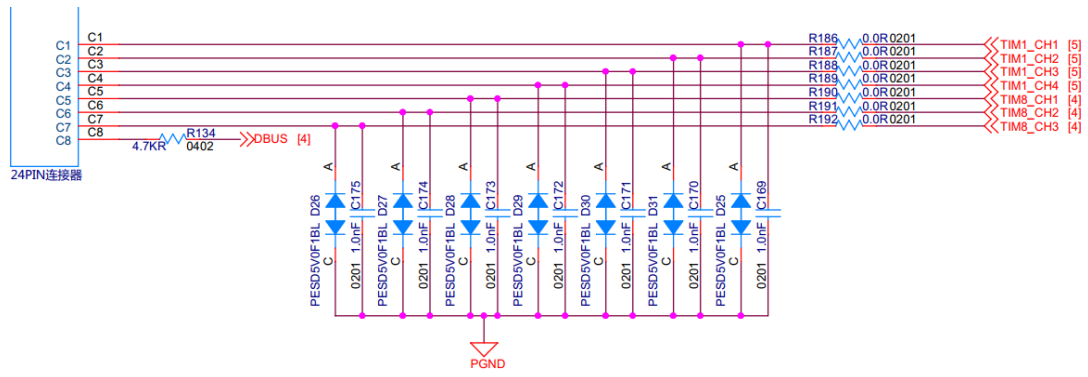 C1 C1 R186 0.0R 0201 TIM1_CH1 [5]
C2 C2 R187 0.0R 0201 TIM1_CH2 [5]
C3 C3 R188 0.0R 0201 TIM1_CH3 [5]
C4 C4 R189 0.0R 0201 TIM1_CH4 [5]
C5 C5 R190 0.0R 0201 TIM8_CH1 [4]
C6 C6 R191 0.0R 0201 TIM8_CH2 [4]
C7 C7 R192 0.0R 0201 TIM8_CH3 [4]
C8 C8 R134 DBUS [4]
4.7KR 0402
24PIN连接器
A A A A A A A
PESD5V0F1BL D26
0201 1.0nF C175
PESD5V0F1BL D27
0201 1.0nF C174
PESD5V0F1BL D28
0201 1.0nF C173
PESD5V0F1BL D29
0201 1.0nF C172
PESD5V0F1BL D30
0201 1.0nF C171
PESD5V0F1BL D31
0201 1.0nF C170
PESD5V0F1BL D25
0201 1.0nF C169
C C C C C C C
PGND